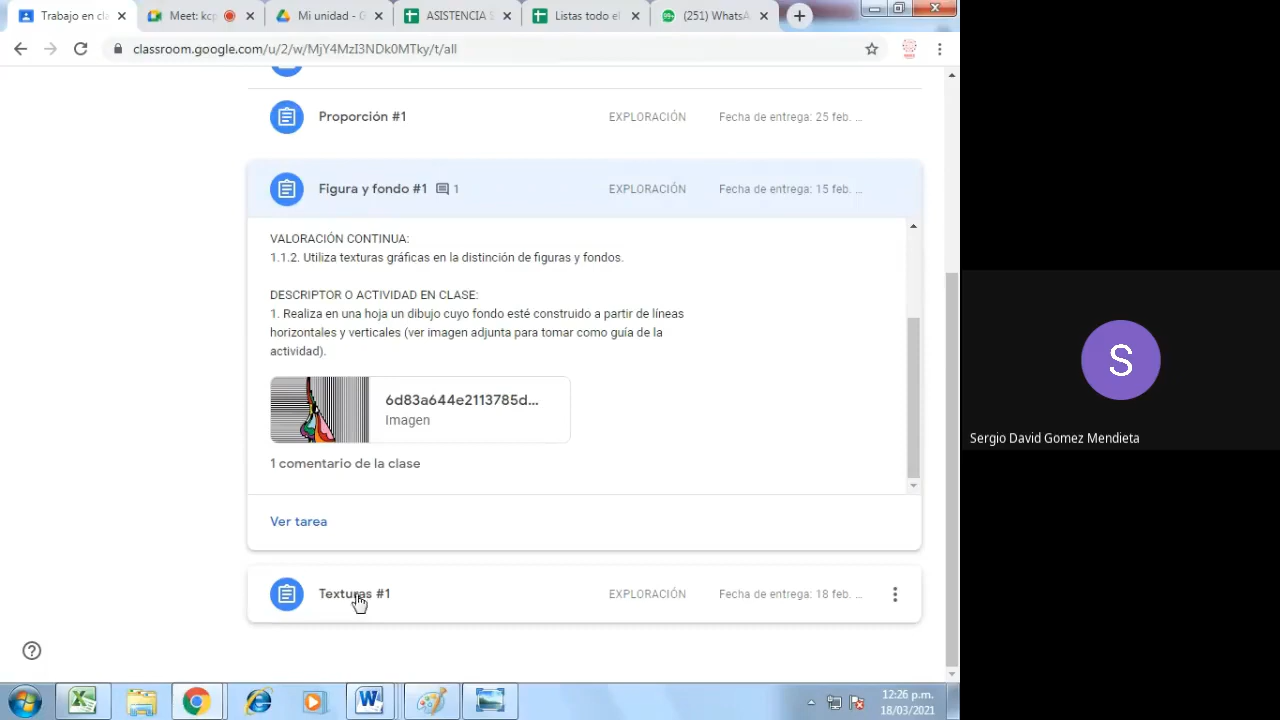 Trabajo en cla
Meet: kcp
Mi unidad - G
ASISTENCIA E
Listas todo el
(251) WhatsA
classroom.google.com/u/2/w/MjY4MzI3NDk0MTky/t/all
Proporción #1
EXPLORACIÓN
Fecha de entrega: 25 feb. ...
Figura y fondo #1
1
EXPLORACIÓN
Fecha de entrega: 15 feb. ...
VALORACIÓN CONTINUA:
1.1.2. Utiliza texturas gráficas en la distinción de figuras y fondos.
DESCRIPTOR O ACTIVIDAD EN CLASE:
1. Realiza en una hoja un dibujo cuyo fondo esté construido a partir de líneas
horizontales y verticales (ver imagen adjunta para tomar como guía de la
actividad).
6d83a644e2113785d...
Imagen
1 comentario de la clase
Ver tarea
Texturas #1
EXPLORACIÓN
Fecha de entrega: 18 feb. ...
12:26 p.m.
18/03/2021
S
Sergio David Gomez Mendieta